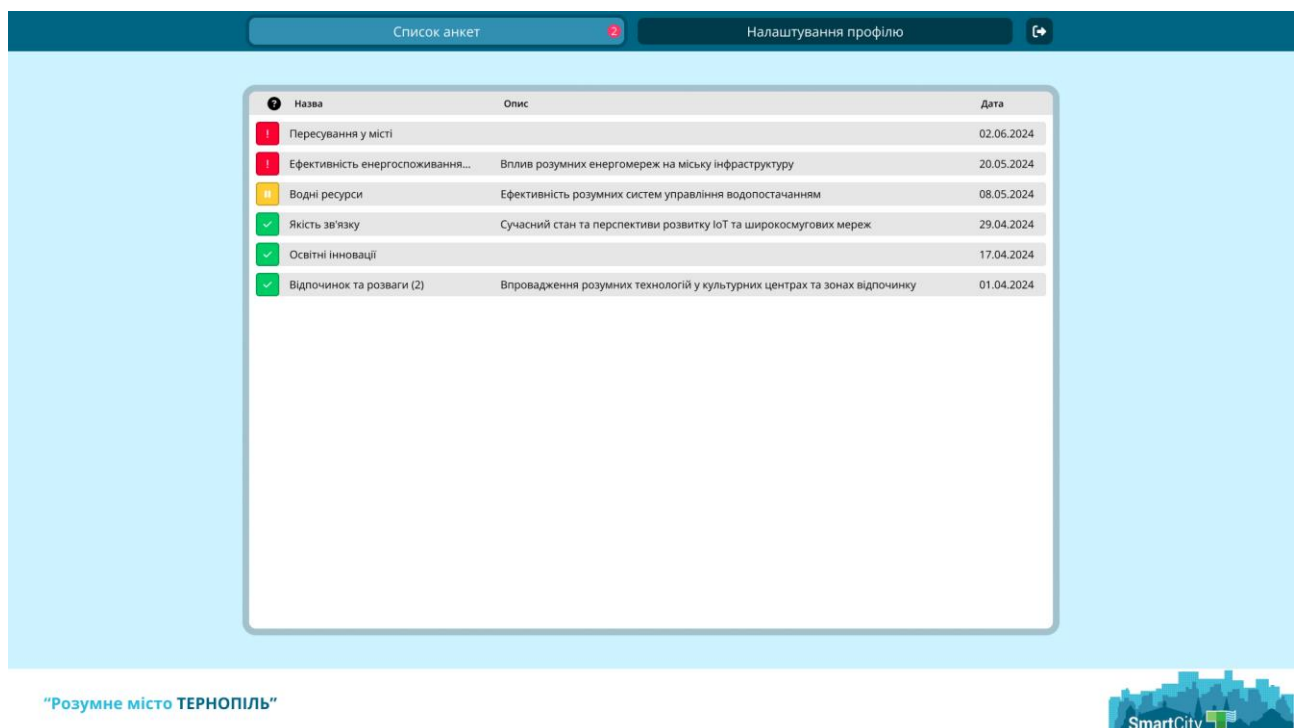 Список анкет 2 Налаштування профілю
? Назва Опис Дата
! Пересування у місті 02.06.2024
! Ефективність енергоспоживання... Вплив розумних енергомереж на міську інфраструктуру 20.05.2024
Водні ресурси Ефективність розумних систем управління водопостачанням 08.05.2024
Якість зв'язку Сучасний стан та перспективи розвитку IoT та широкосмугових мереж 29.04.2024
Освітні інновації 17.04.2024
Відпочинок та розваги (2) Впровадження розумних технологій у культурних центрах та зонах відпочинку 01.04.2024
“Розумне місто ТЕРНОПІЛЬ”
SmartCity